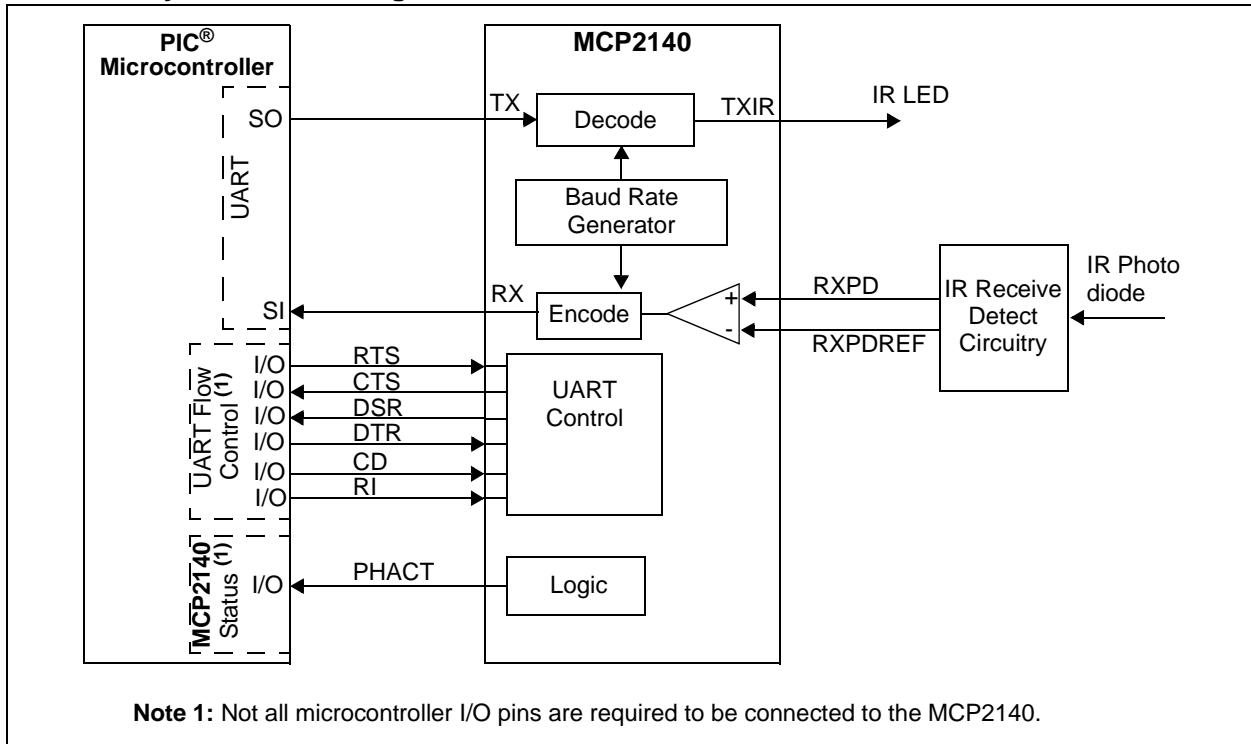 PIC®
Microcontroller
MCP2140
SO
TX
Decode
TXIR
IR LED
UART
Baud Rate
Generator
SI
RX
Encode
+
-
RXPD
RXPDREF
IR Receive
Detect
Circuitry
IR Photo
diode
UART Flow
Control(1)
I/O
RTS
I/O
CTS
I/O
DSR
I/O
DTR
I/O
CD
I/O
RI
UART
Control
MCP2140
Status(1)
I/O
PHACT
Logic
Note 1: Not all microcontroller I/O pins are required to be connected to the MCP2140.